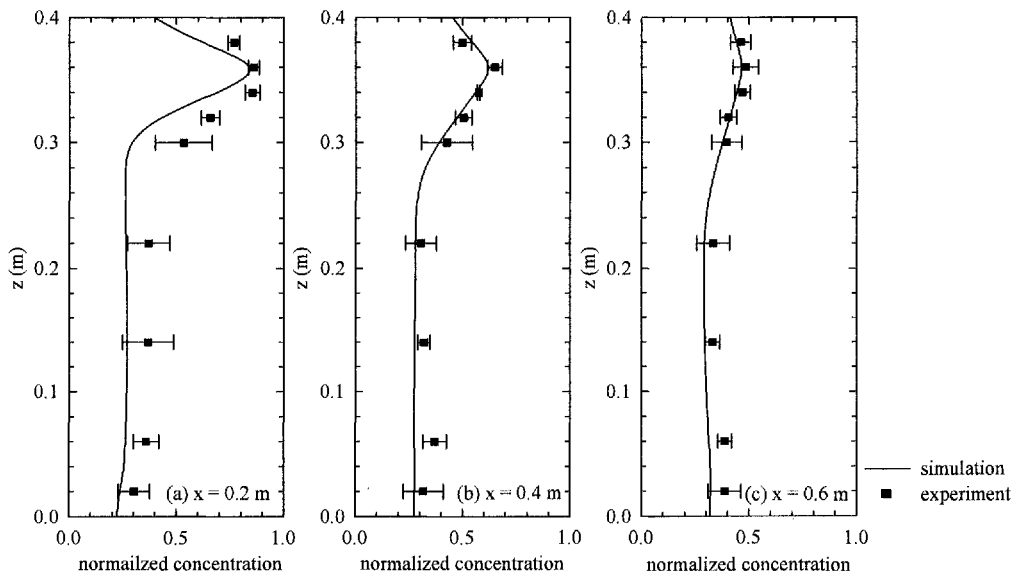 0.4
0.3
0.2
0.1
0.0
z (m)
(a) x = 0.2 m
0.0 0.5 1.0
normailzed concentration
0.4
0.3
0.2
0.1
0.0
z (m)
(b) x = 0.4 m
0.0 0.5 1.0
normalized concentration
0.4
0.3
0.2
0.1
0.0
z (m)
(c) x = 0.6 m
0.0 0.5 1.0
normalized concentration
simulation
experiment